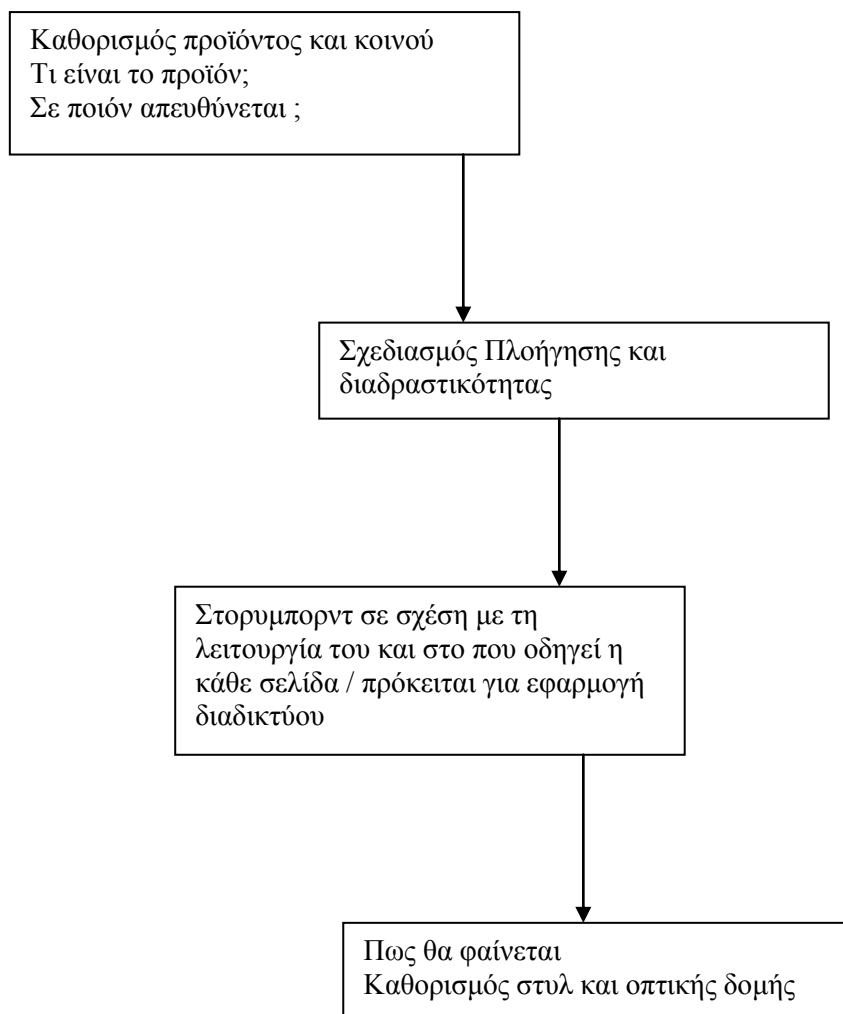 Καθορισμός προϊόντος και κοινού
Τι είναι το προϊόν;
Σε ποιόν απευθύνεται ;
Σχεδιασμός Πλοήγησης και
διαδραστικότητας
Στορυμπορντ σε σχέση με τη
λειτουργία του και στο που οδηγεί η
κάθε σελίδα / πρόκειται για εφαρμογή
διαδικτύου
Πως θα φαίνεται
Καθορισμός στυλ και οπτικής δομής